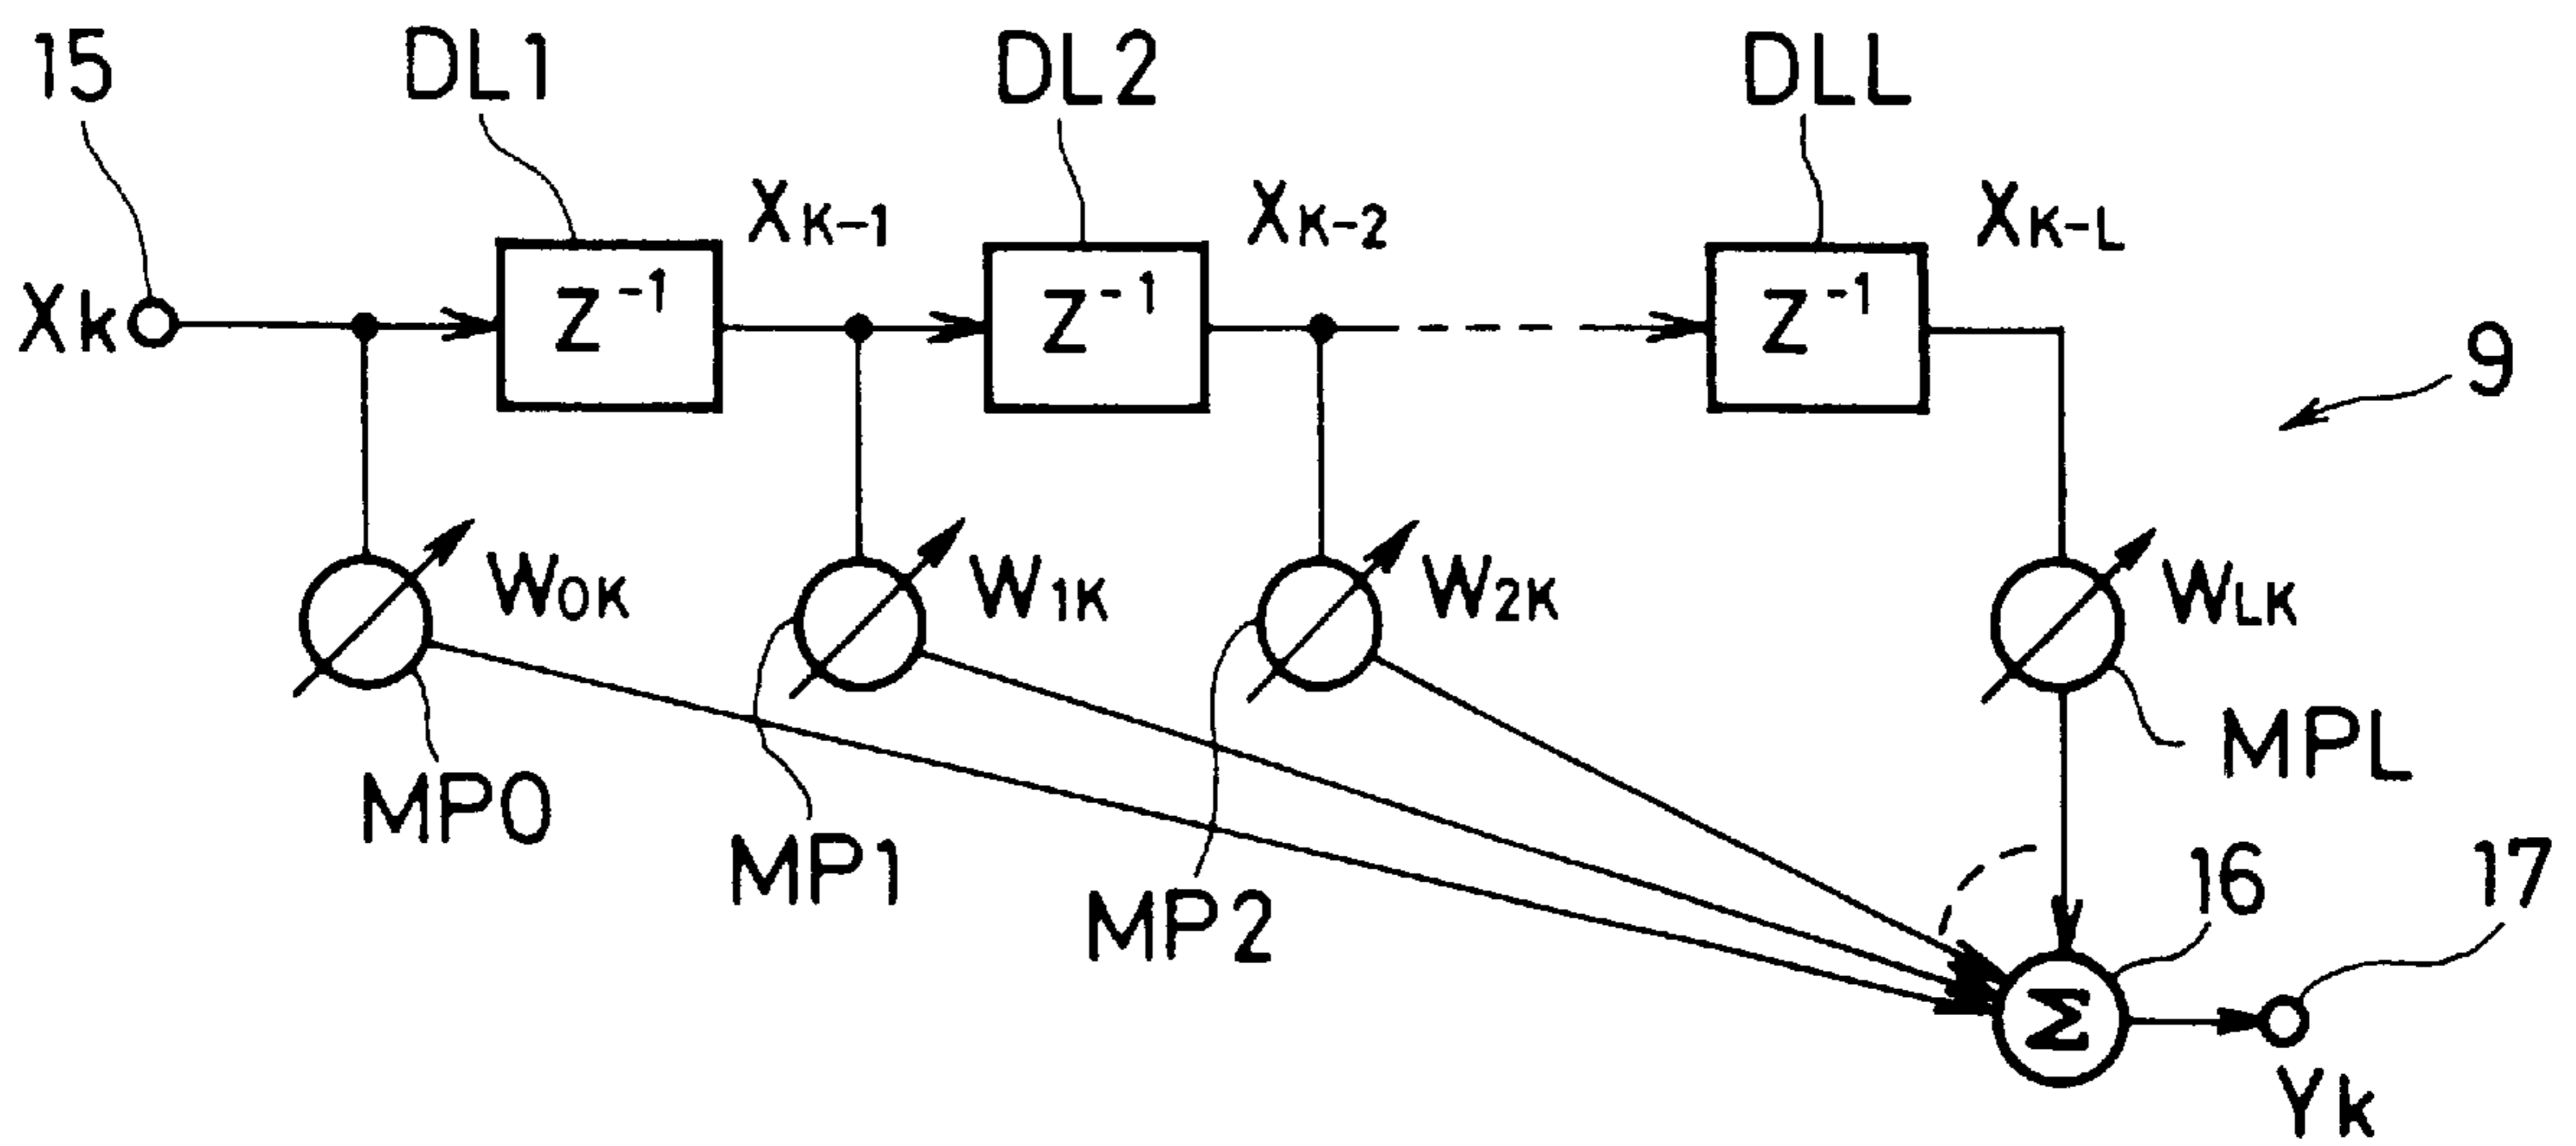 15
DL1
DL2
DLL
XK-1
XK-2
XK-L
Xk
Z⁻¹
Z⁻¹
Z⁻¹
9
W0K
W1K
W2K
WLK
MP0
MP1
MP2
MPL
16
17
Σ
Yk